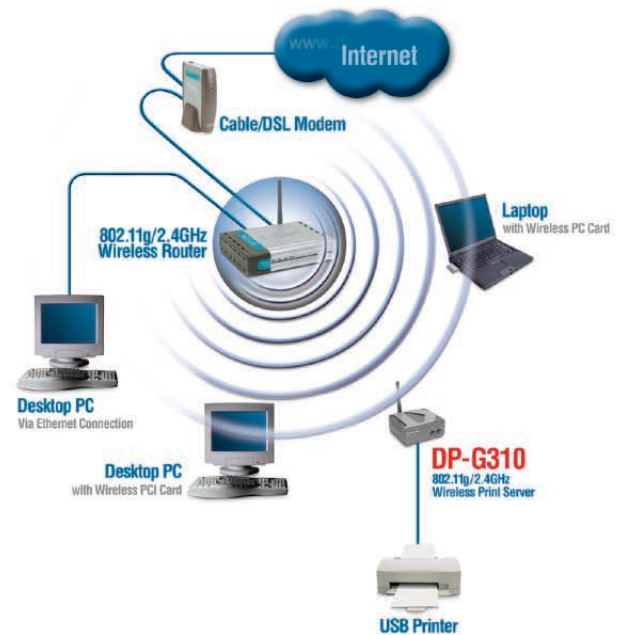 www.
Internet
Cable/DSL Modem
802.11g/2.4GHz
Wireless Router
Laptop
with Wireless PC Card
Desktop PC
Via Ethernet Connection
Desktop PC
with Wireless PCI Card
DP-G310
802.11g/2.4GHz
Wireless Print Server
USB Printer